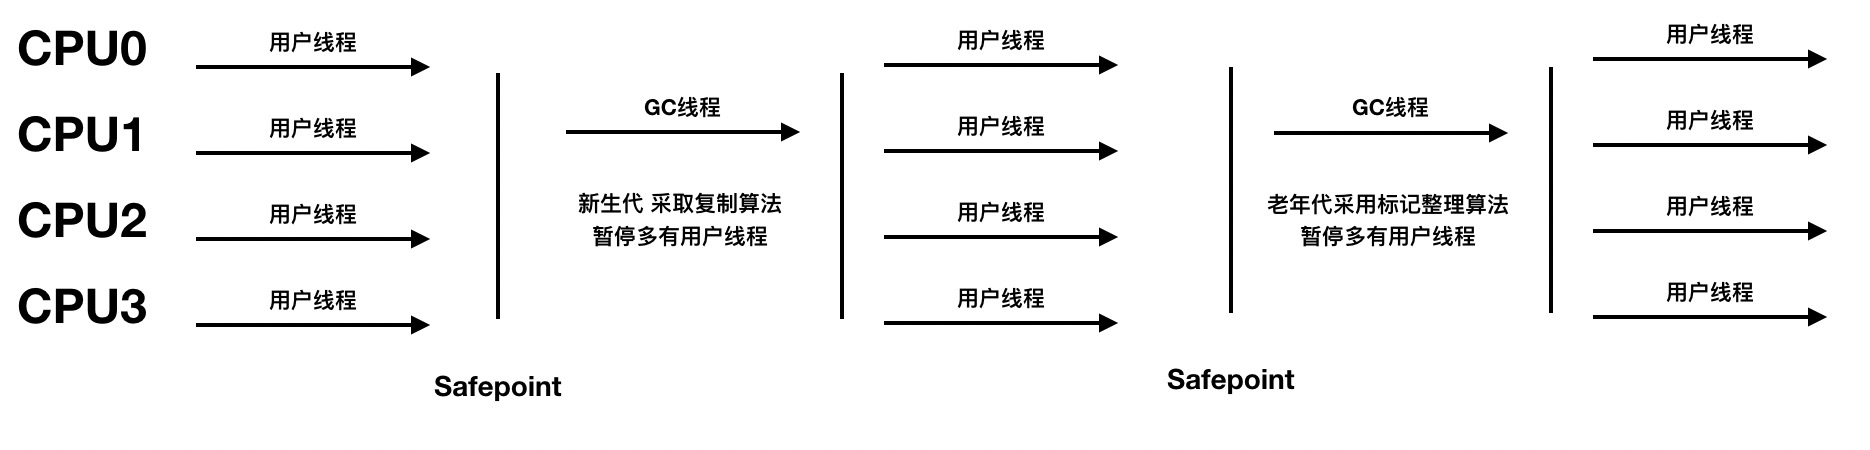 CPU0
用户线程
用户线程
用户线程
CPU1
用户线程
用户线程
用户线程
CPU2
用户线程
用户线程
用户线程
CPU3
用户线程
用户线程
用户线程
GC线程
新生代 采取复制算法
暂停多有用户线程
GC线程
老年代采用标记整理算法
暂停多有用户线程
Safepoint
Safepoint